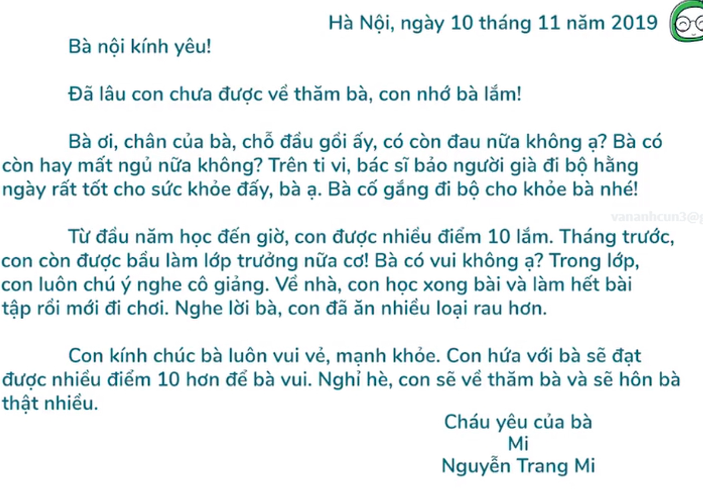 Hà Nội, ngày 10 tháng 11 năm 2019
Bà nội kính yêu!
Đã lâu con chưa được về thăm bà, con nhớ bà lắm!
Bà ơi, chân của bà, chỗ đầu gối ấy, có còn đau nữa không ạ? Bà có
còn hay mất ngủ nữa không? Trên ti vi, bác sĩ bảo người già đi bộ hằng
ngày rất tốt cho sức khỏe đấy, bà ạ. Bà cố gắng đi bộ cho khỏe bà nhé!
vananhcun3@
Từ đầu năm học đến giờ, con được nhiều điểm 10 lắm. Tháng trước,
con còn được bầu làm lớp trưởng nữa cơ! Bà có vui không ạ? Trong lớp,
con luôn chú ý nghe cô giảng. Về nhà, con học xong bài và làm hết bài
tập rồi mới đi chơi. Nghe lời bà, con đã ăn nhiều loại rau hơn.
Con kính chúc bà luôn vui vẻ, mạnh khỏe. Con hứa với bà sẽ đạt
được nhiều điểm 10 hơn để bà vui. Nghỉ hè, con sẽ về thăm bà và sẽ hôn bà
thật nhiều.
Cháu yêu của bà
Mi
Nguyễn Trang Mi